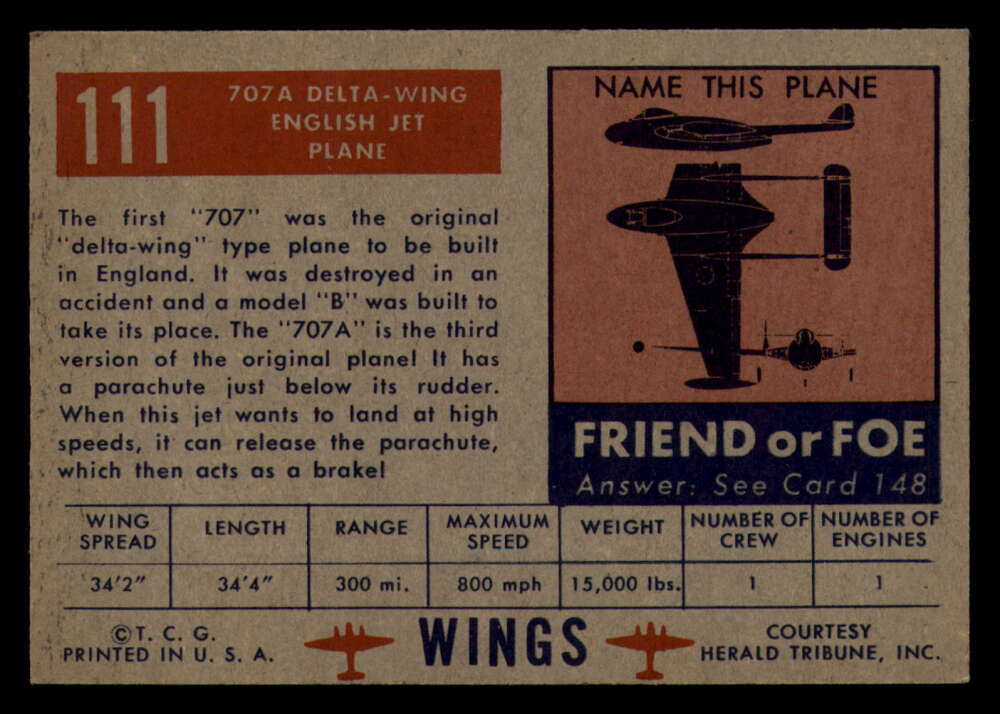 111
707A DELTA-WING
ENGLISH JET
PLANE
The first "707" was the original
"delta-wing" type plane to be built
in England. It was destroyed in an
accident and a model "B" was built to
take its place. The "707A" is the third
version of the original plane! It has
a parachute just below its rudder.
When this jet wants to land at high
speeds, it can release the parachute,
which then acts as a brake!
NAME THIS PLANE
FRIEND or FOE
Answer: See Card 148
WING SPREAD
LENGTH
RANGE
MAXIMUM SPEED
WEIGHT
NUMBER OF CREW
NUMBER OF ENGINES
34'2"
34'4"
300 mi.
800 mph
15,000 lbs.
1
1
©T. C. G.
PRINTED IN U. S. A.
WINGS
COURTESY
HERALD TRIBUNE, INC.